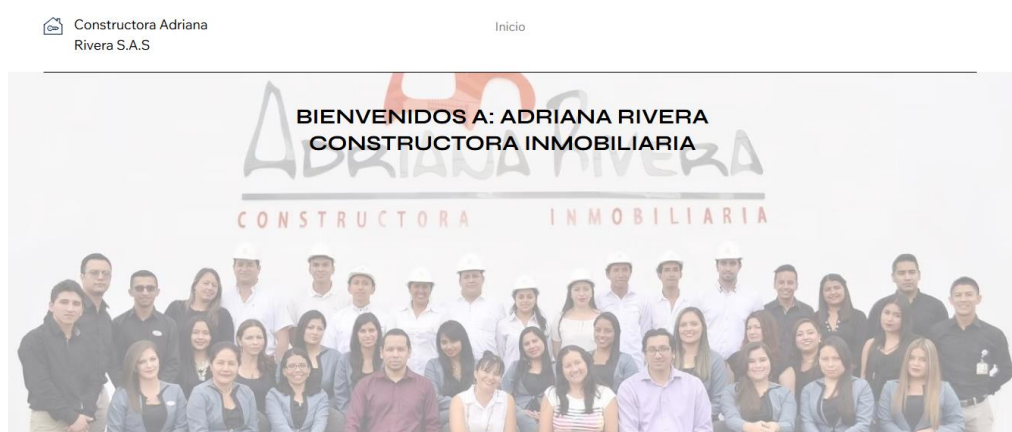 Constructora Adriana
Rivera S.A.S
Inicio
BIENVENIDOS A: ADRIANA RIVERA
CONSTRUCTORA INMOBILIARIA
ADRIANA RIVERA
CONSTRUCTORA INMOBILIARIA